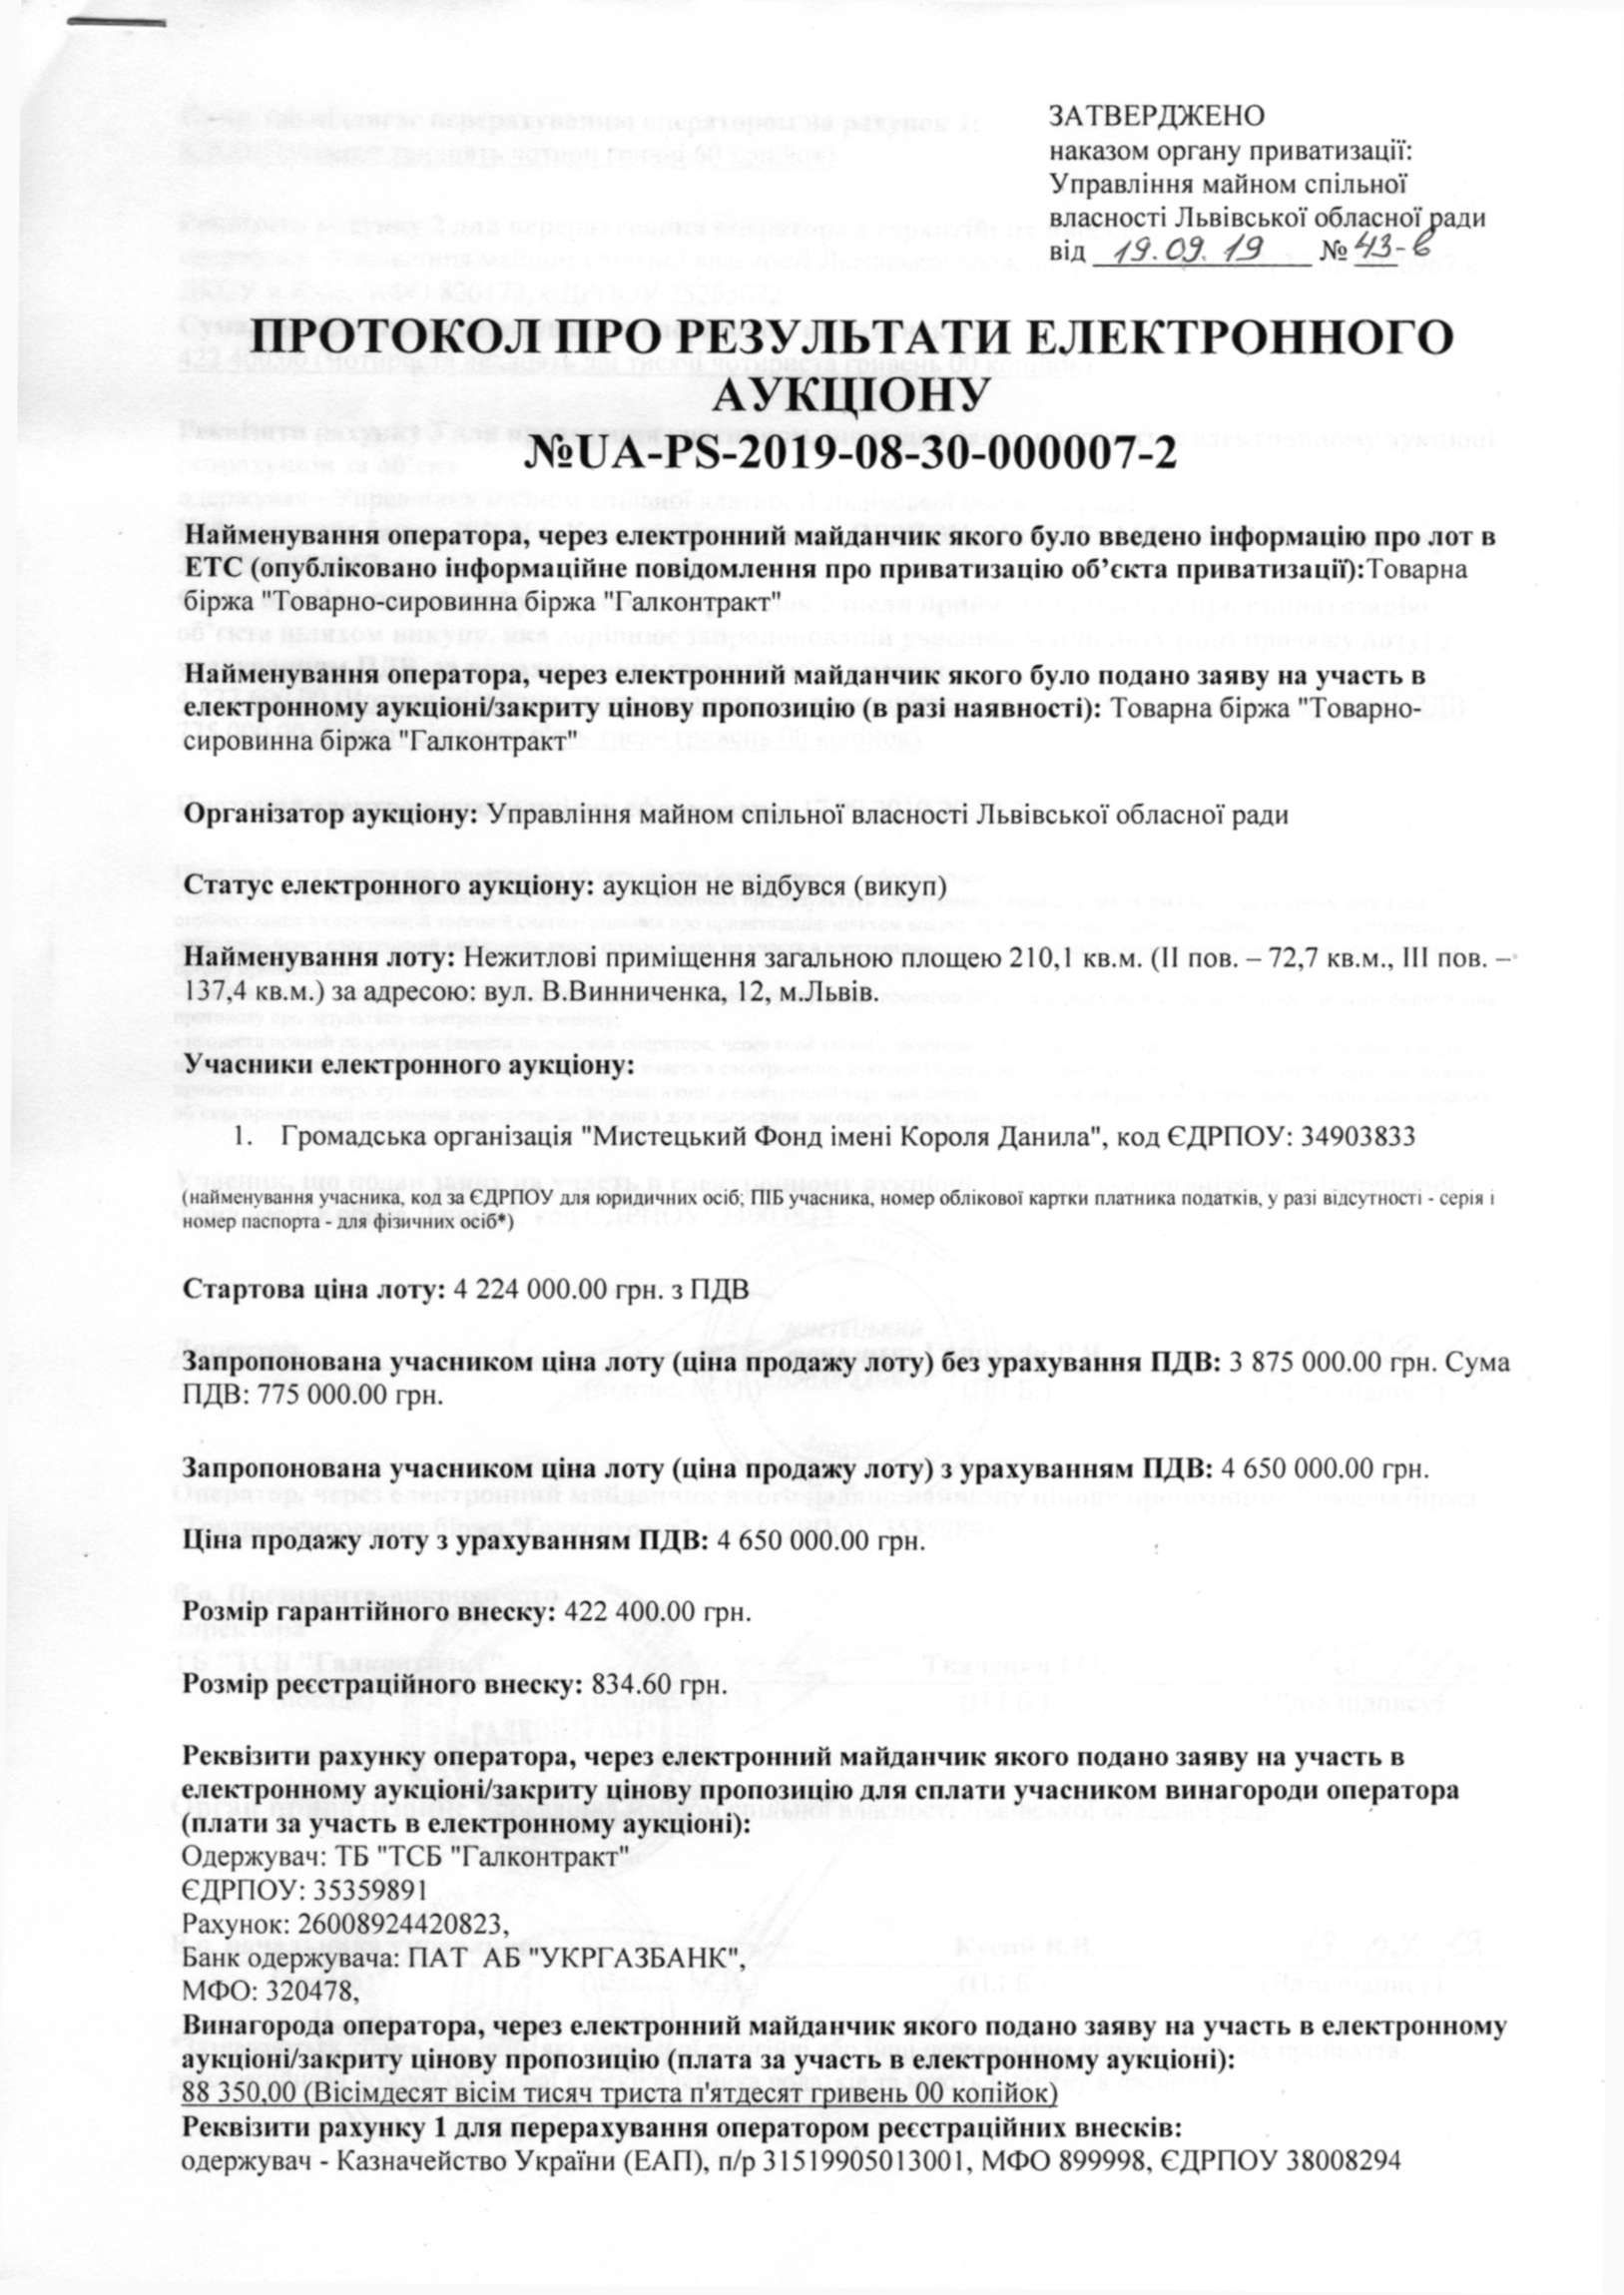 ЗАТВЕРДЖЕНО
наказом органу приватизації:
Управління майном спільної
власності Львівської обласної ради
від 19.09.19 № 43-в
ПРОТОКОЛ ПРО РЕЗУЛЬТАТИ ЕЛЕКТРОННОГО
АУКЦІОНУ
№UA-PS-2019-08-30-000007-2
Найменування оператора, через електронний майданчик якого було введено інформацію про лот в
ЕТС (опубліковано інформаційне повідомлення про приватизацію об’єкта приватизації):Товарна
біржа "Товарно-сировинна біржа "Галконтракт"
Найменування оператора, через електронний майданчик якого було подано заяву на участь в
електронному аукціоні/закриту цінову пропозицію (в разі наявності): Товарна біржа "Товарно-
сировинна біржа "Галконтракт"
Організатор аукціону: Управління майном спільної власності Львівської обласної ради
Статус електронного аукціону: аукціон не відбувся (викуп)
Найменування лоту: Нежитлові приміщення загальною площею 210,1 кв.м. (ІІ пов. – 72,7 кв.м., ІІІ пов. –
137,4 кв.м.) за адресою: вул. В.Винниченка, 12, м.Львів.
Учасники електронного аукціону:
1. Громадська організація "Мистецький Фонд імені Короля Данила", код ЄДРПОУ: 34903833
(найменування учасника, код за ЄДРПОУ для юридичних осіб; ПІБ учасника, номер облікової картки платника податків, у разі відсутності - серія і
номер паспорта - для фізичних осіб*)
Стартова ціна лоту: 4 224 000.00 грн. з ПДВ
Запропонована учасником ціна лоту (ціна продажу лоту) без урахування ПДВ: 3 875 000.00 грн. Сума
ПДВ: 775 000.00 грн.
Запропонована учасником ціна лоту (ціна продажу лоту) з урахуванням ПДВ: 4 650 000.00 грн.
Ціна продажу лоту з урахуванням ПДВ: 4 650 000.00 грн.
Розмір гарантійного внеску: 422 400.00 грн.
Розмір реєстраційного внеску: 834.60 грн.
Реквізити рахунку оператора, через електронний майданчик якого подано заяву на участь в
електронному аукціоні/закриту цінову пропозицію для сплати учасником винагороди оператора
(плати за участь в електронному аукціоні):
Одержувач: ТБ "ТСБ "Галконтракт"
ЄДРПОУ: 35359891
Рахунок: 26008924420823,
Банк одержувача: ПАТ АБ "УКРГАЗБАНК",
МФО: 320478,
Винагорода оператора, через електронний майданчик якого подано заяву на участь в електронному
аукціоні/закриту цінову пропозицію (плата за участь в електронному аукціоні):
88 350,00 (Вісімдесят вісім тисяч триста п'ятдесят гривень 00 копійок)
Реквізити рахунку 1 для перерахування оператором реєстраційних внесків:
одержувач - Казначейство України (ЕАП), п/р 31519905013001, МФО 899998, ЄДРПОУ 38008294